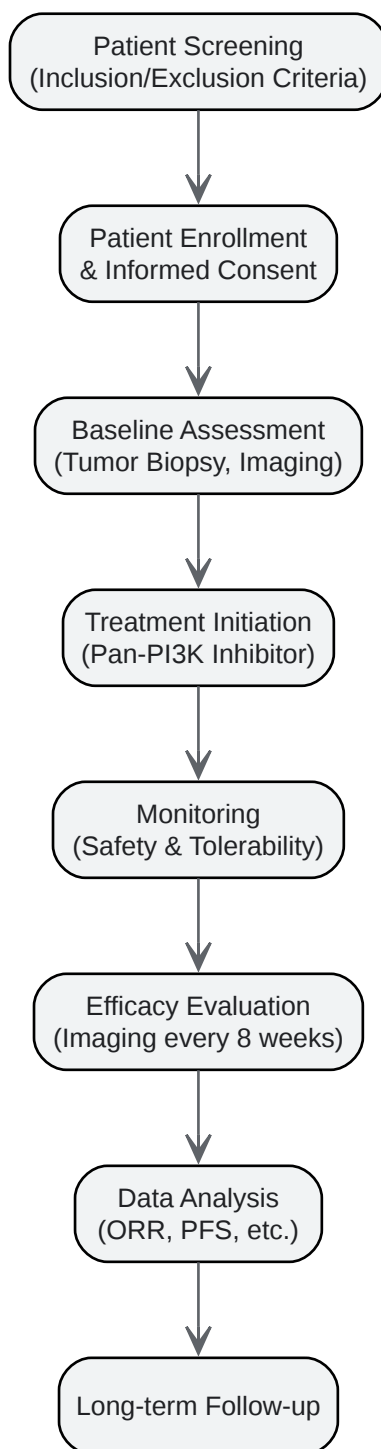 Patient Screening
(Inclusion/Exclusion Criteria)
Patient Enrollment
& Informed Consent
Baseline Assessment
(Tumor Biopsy, Imaging)
Treatment Initiation
(Pan-PI3K Inhibitor)
Monitoring
(Safety & Tolerability)
Efficacy Evaluation
(Imaging every 8 weeks)
Data Analysis
(ORR, PFS, etc.)
Long-term Follow-up